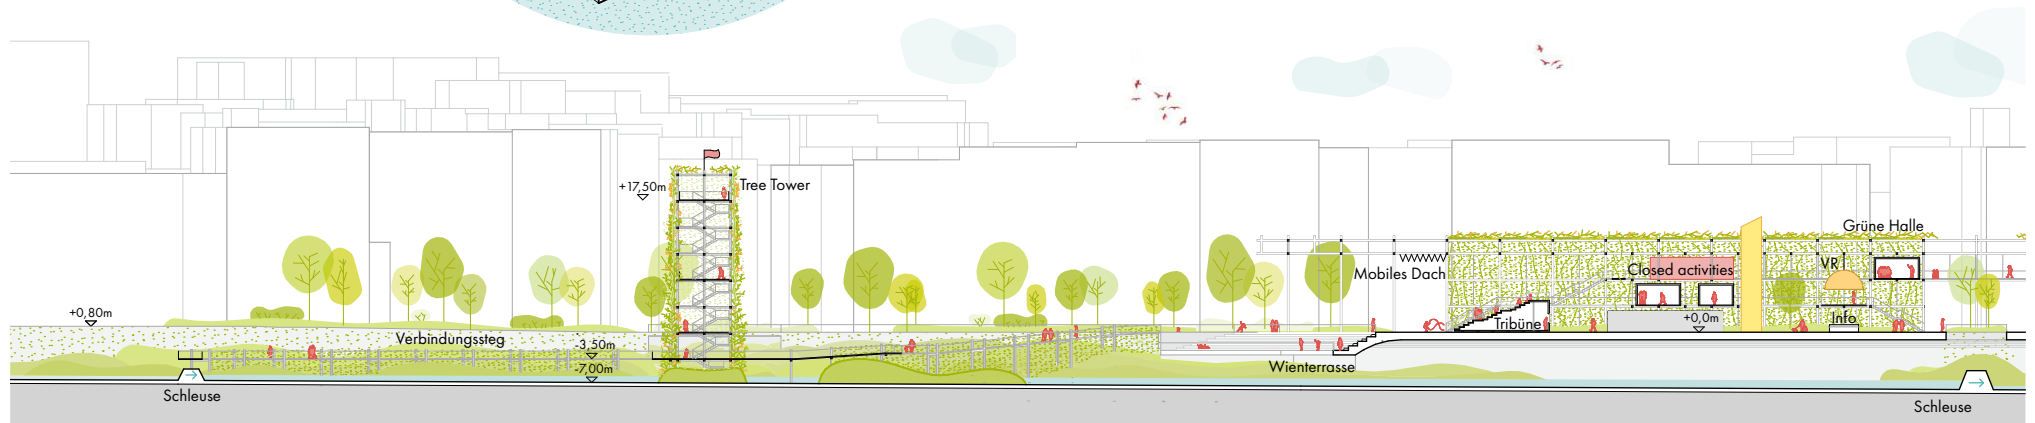 +17,50m
Tree Tower
Grüne Halle
Mobiles Dach
Closed activities
VR
+0,80m
Verbindungssteg
-3,50m
-7,00m
Tribüne
+0,0m
Info
Wienterrasse
Schleuse
Schleuse